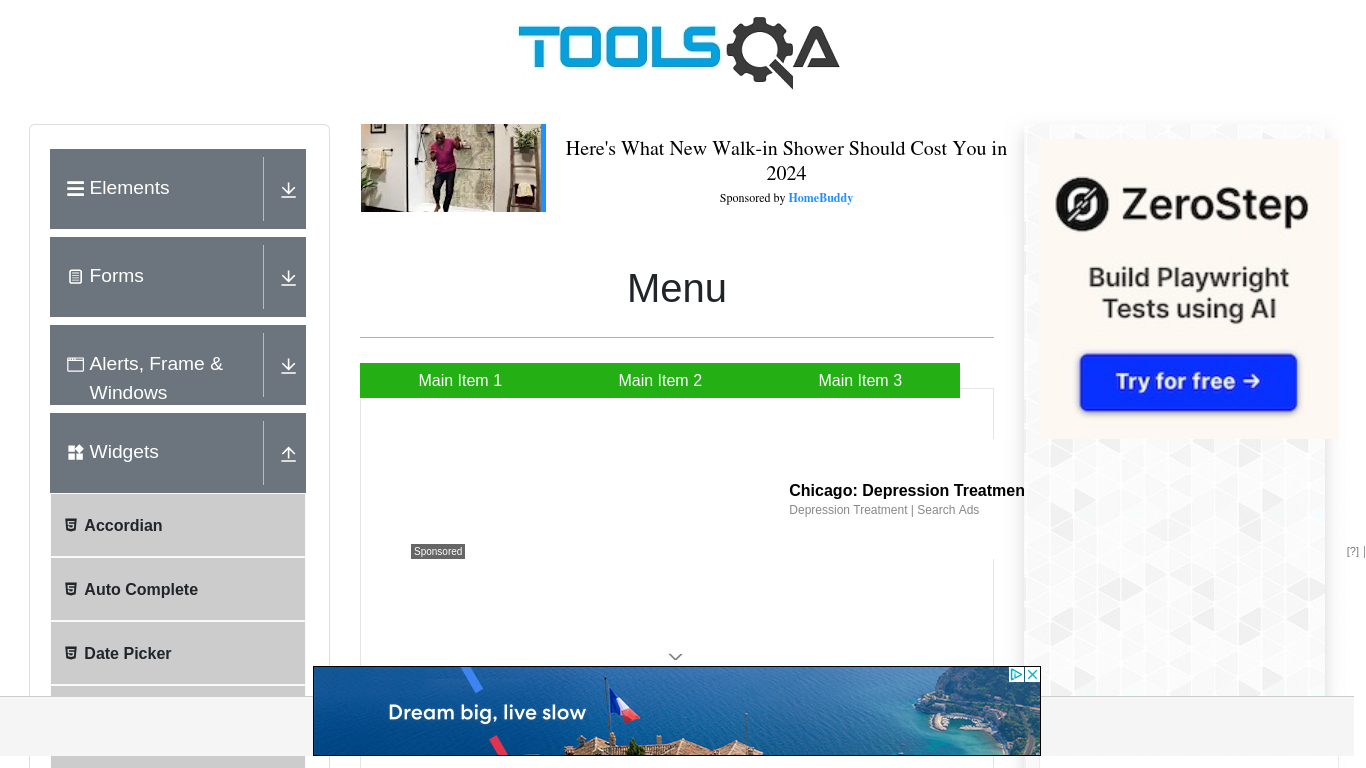 TOOLSQA
Elements
Forms
Alerts, Frame &
Windows
Widgets
Accordian
Auto Complete
Date Picker
Here's What New Walk-in Shower Should Cost You in
2024
Sponsored by HomeBuddy
Menu
Main Item 1
Main Item 2
Main Item 3
Chicago: Depression Treatmen
Depression Treatment | Search Ads
Sponsored
[?]
ZeroStep
Build Playwright
Tests using AI
Try for free →
Dream big, live slow